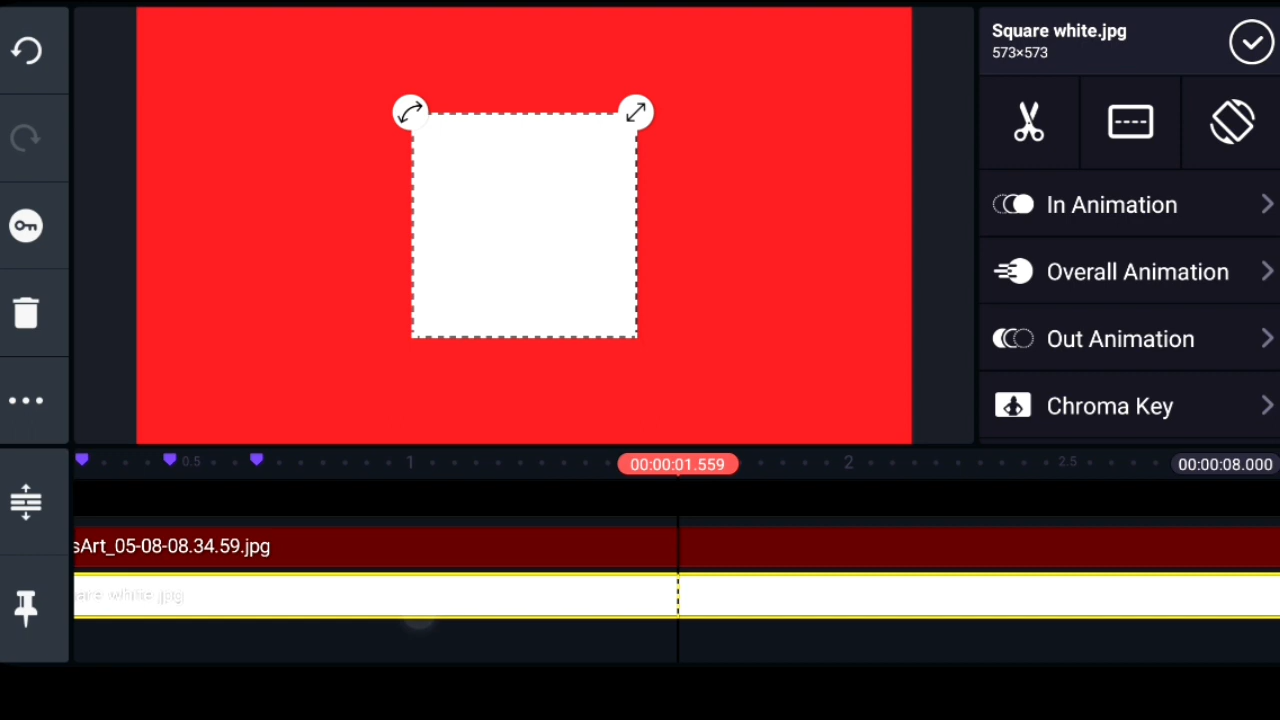 Square white.jpg
573×573
In Animation
Overall Animation
Out Animation
Chroma Key
0.5
1
00:00:01.559
2
2.5
00:00:08.000
sArt_05-08-08.34.59.jpg
are white.jpg